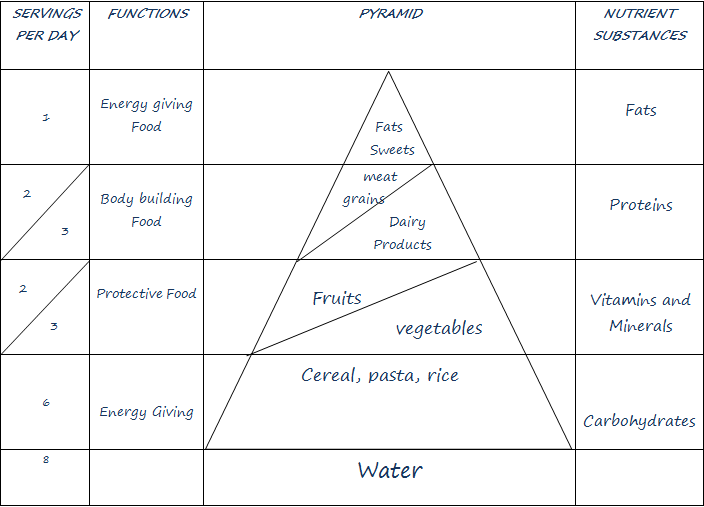 SERVINGS
PER DAY
FUNCTIONS
PYRAMID
NUTRIENT
SUBSTANCES
1
Energy giving
Food
Fats
Sweets
Fats
2
3
Body building
Food
meat
grains
Dairy
Products
Proteins
2
3
Protective Food
Fruits
vegetables
Vitamins and
Minerals
6
Energy Giving
Cereal, pasta, rice
Carbohydrates
8
Water